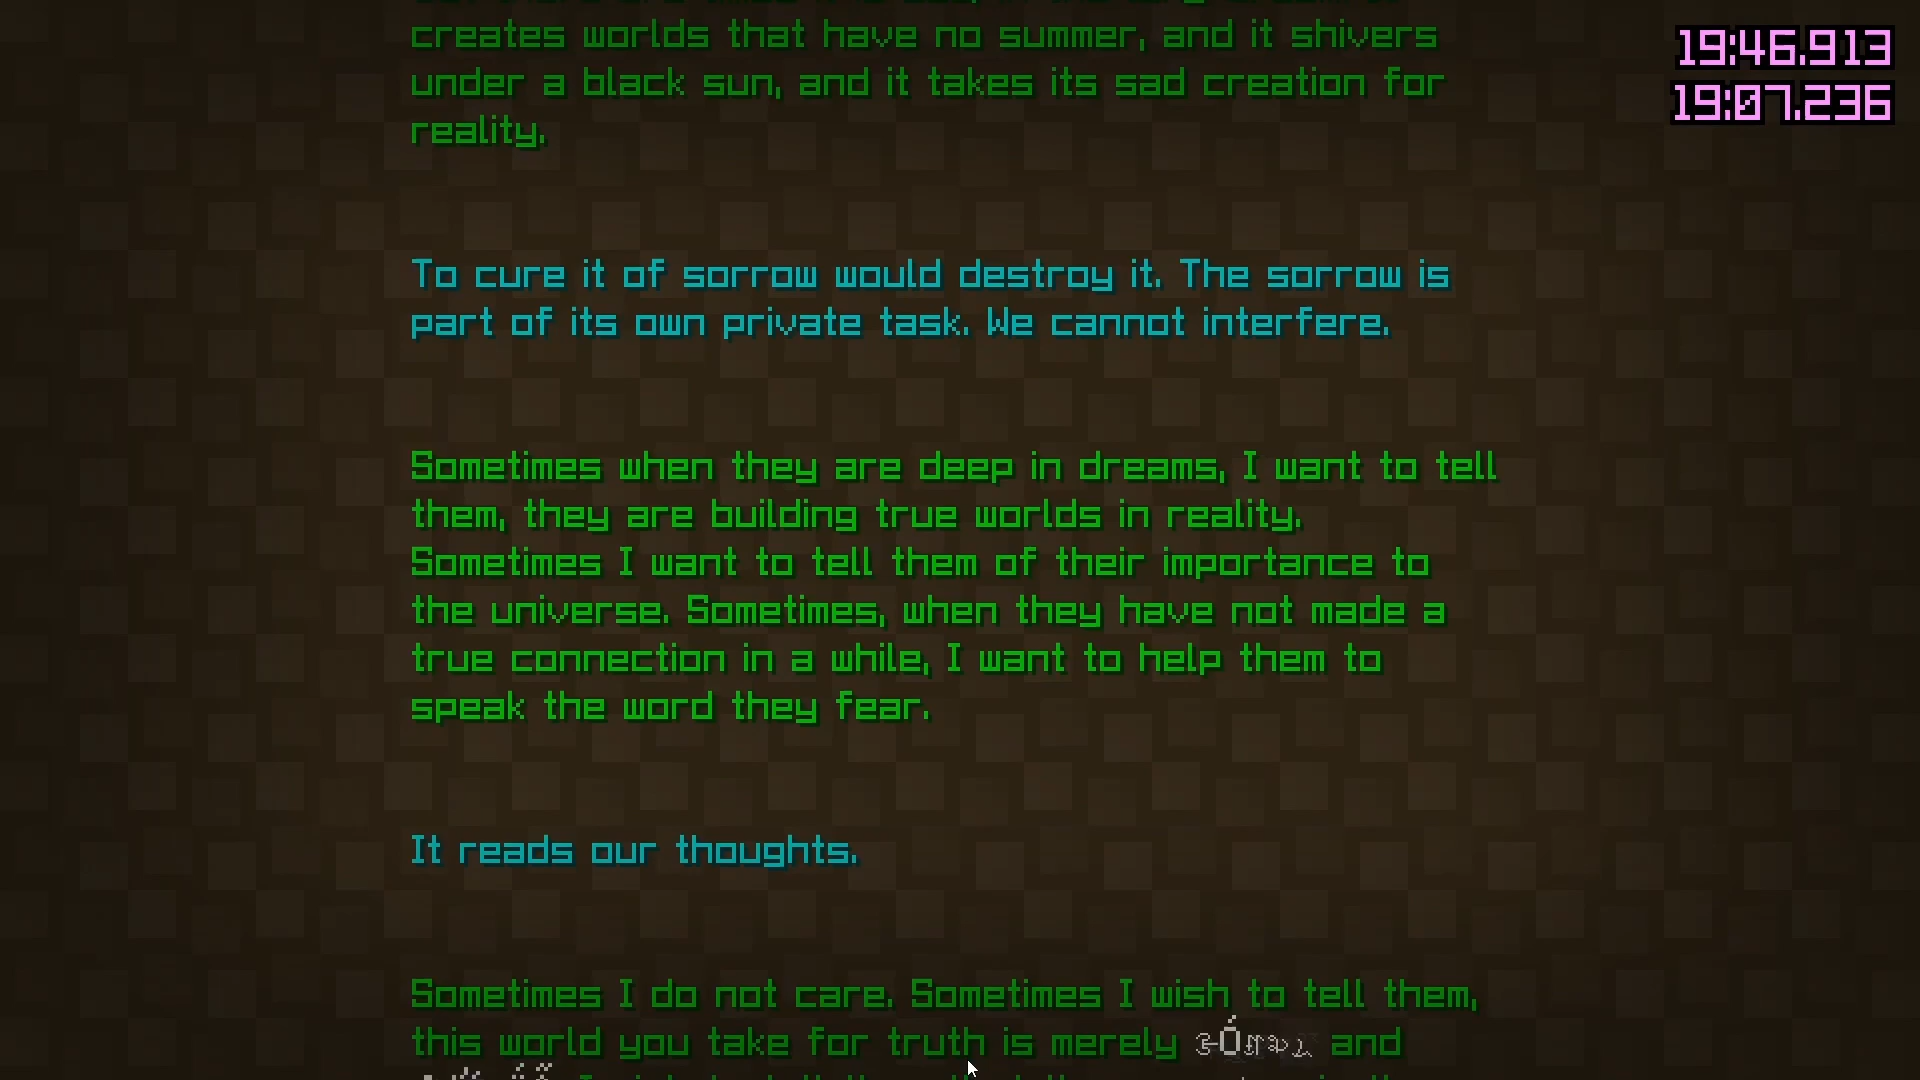 creates worlds that have no summer, and it shivers
under a black sun, and it takes its sad creation for
reality.
To cure it of sorrow would destroy it. The sorrow is
part of its own private task. We cannot interfere.
Sometimes when they are deep in dreams, I want to tell
them, they are building true worlds in reality.
Sometimes I want to tell them of their importance to
the universe. Sometimes, when they have not made a
true connection in a while, I want to help them to
speak the word they fear.
It reads our thoughts.
Sometimes I do not care. Sometimes I wish to tell them,
this world you take for truth is merely and
19:46.913
19:07.236